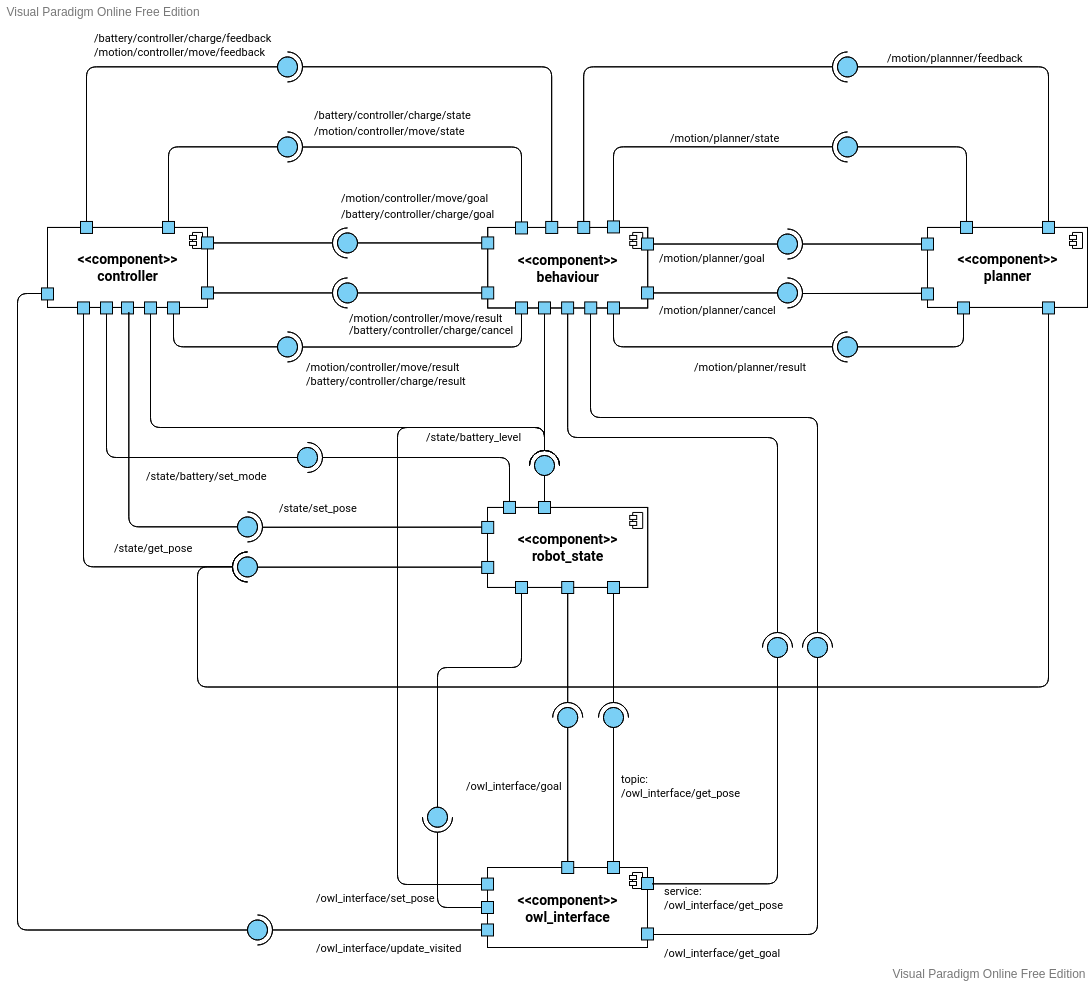 Visual Paradigm Online Free Edition
/battery/controller/charge/feedback
/motion/controller/move/feedback
/motion/plannner/feedback
/battery/controller/charge/state
/motion/controller/move/state
/motion/planner/state
/motion/controller/move/goal
/battery/controller/charge/goal
<<component>>
controller
<<component>>
behaviour
/motion/planner/goal
<<component>>
planner
/motion/planner/cancel
/motion/controller/move/result
/battery/controller/charge/cancel
/motion/controller/move/result
/battery/controller/charge/result
/motion/planner/result
/state/battery_level
/state/battery/set_mode
/state/set_pose
/state/get_pose
<<component>>
robot_state
/owl_interface/goal
topic:
/owl_interface/get_pose
/owl_interface/set_pose
<<component>>
owl_interface
service:
/owl_interface/get_pose
/owl_interface/update_visited
/owl_interface/get_goal
Visual Paradigm Online Free Edition